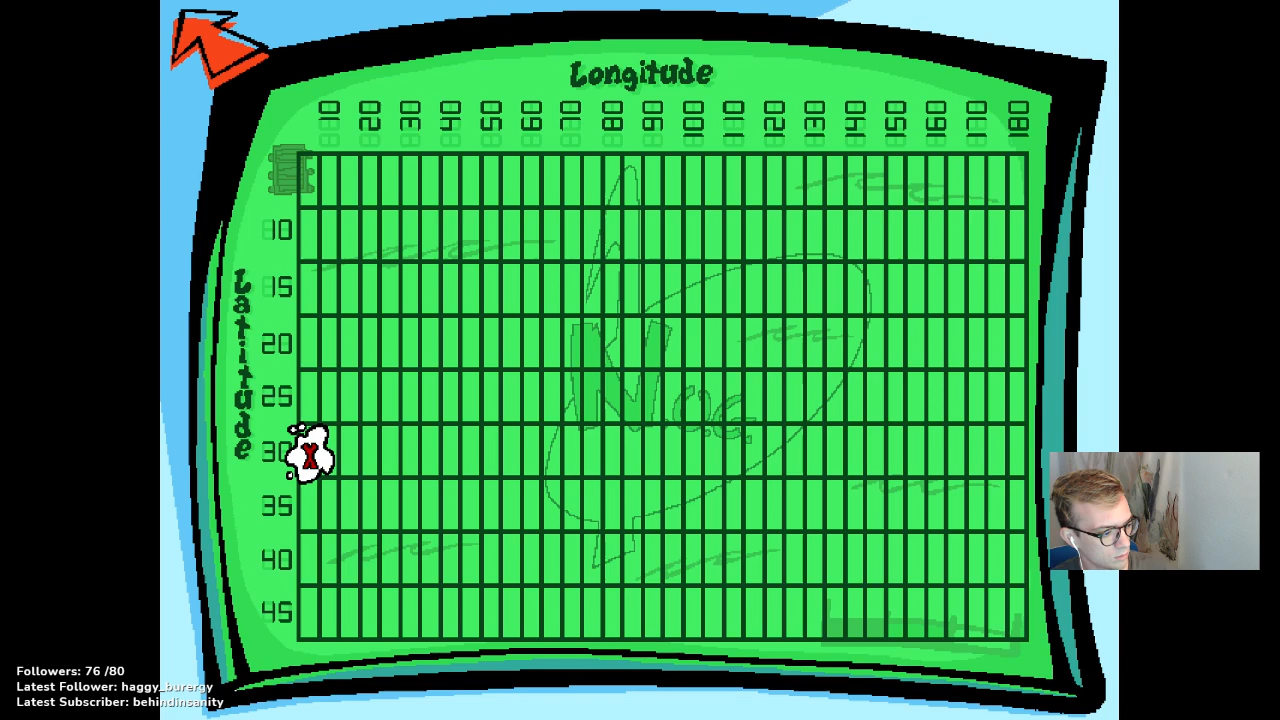 Longitude
10 20 30 40 50 60 70 80 90 100 110 120 130 140 150 160 170 180
10
15
20
25
30
35
40
45
Latitude
X
N.O.G.
Followers: 76 /80
Latest Follower: haggy_burergy
Latest Subscriber: behindinsanity